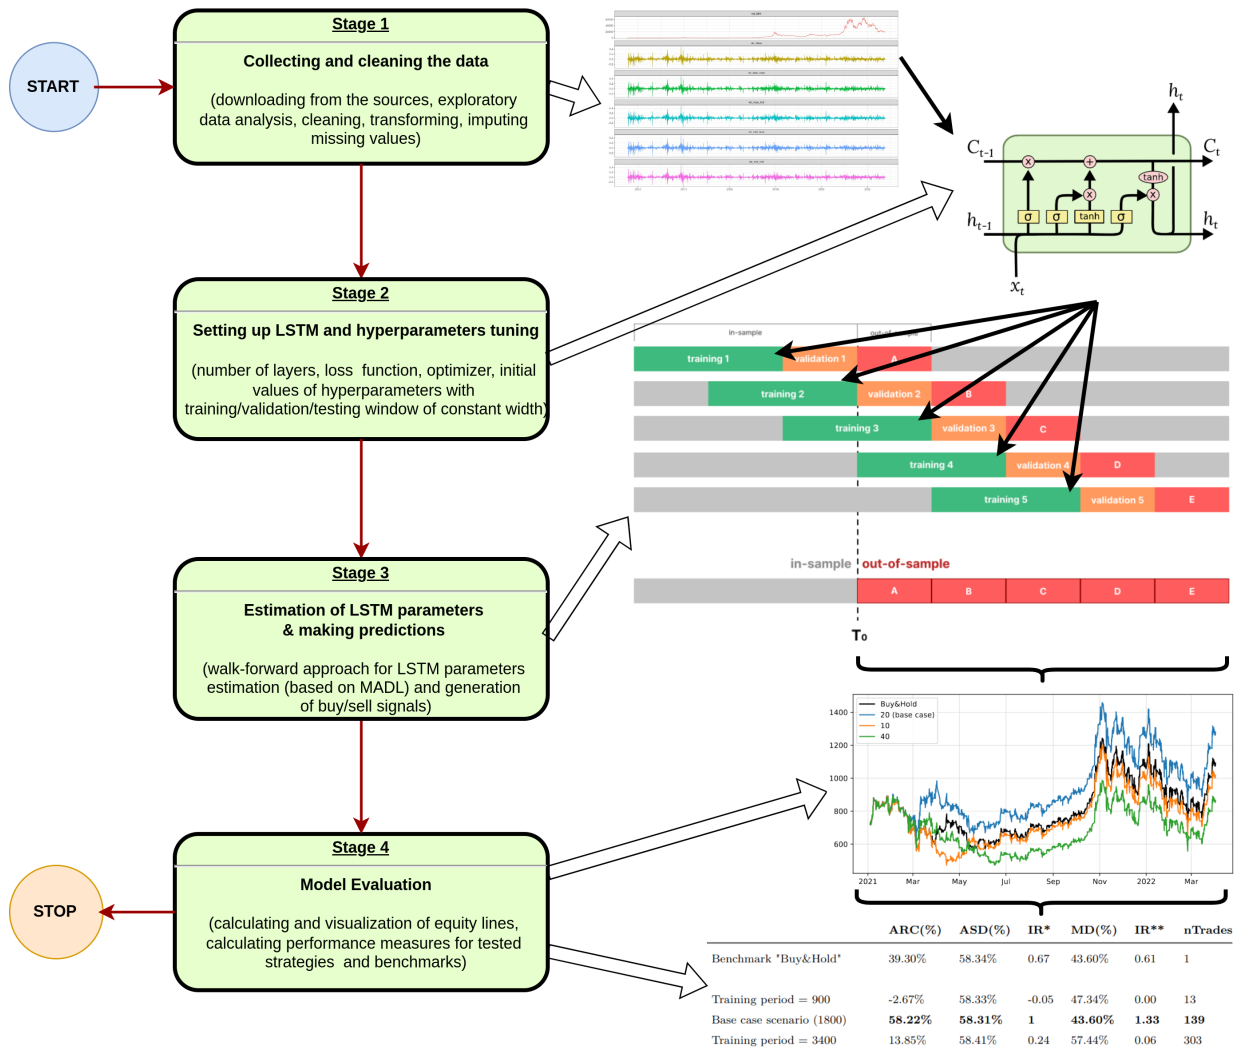 START
Stage 1
Collecting and cleaning the data
(downloading from the sources, exploratory
data analysis, cleaning, transforming, imputing
missing values)
Stage 2
Setting up LSTM and hyperparameters tuning
(number of layers, loss function, optimizer, initial
values of hyperparameters with
training/validation/testing window of constant width)
Stage 3
Estimation of LSTM parameters
& making predictions
(walk-forward approach for LSTM parameters
estimation (based on MADL) and generation
of buy/sell signals)
Stage 4
Model Evaluation
(calculating and visualization of equity lines,
calculating performance measures for tested
strategies and benchmarks)
STOP
h_t
C_t-1 x + C_t
tanh
x x
σ σ tanh σ
h_t-1 h_t
x_t
in-sample out-of-sample
training 1 validation 1 A
training 2 validation 2 B
training 3 validation 3 C
training 4 validation 4 D
training 5 validation 5 E
in-sample out-of-sample
A B C D E
T₀
Buy&Hold
20 (base case)
10
40
1400
1200
1000
800
600
2021 Mar May Jul Sep Nov 2022 Mar
ARC(%) ASD(%) IR* MD(%) IR** nTrades
Benchmark "Buy&Hold" 39.30% 58.34% 0.67 43.60% 0.61 1
Training period = 900 -2.67% 58.33% -0.05 47.34% 0.00 13
Base case scenario (1800) 58.22% 58.31% 1 43.60% 1.33 139
Training period = 3400 13.85% 58.41% 0.24 57.44% 0.06 303